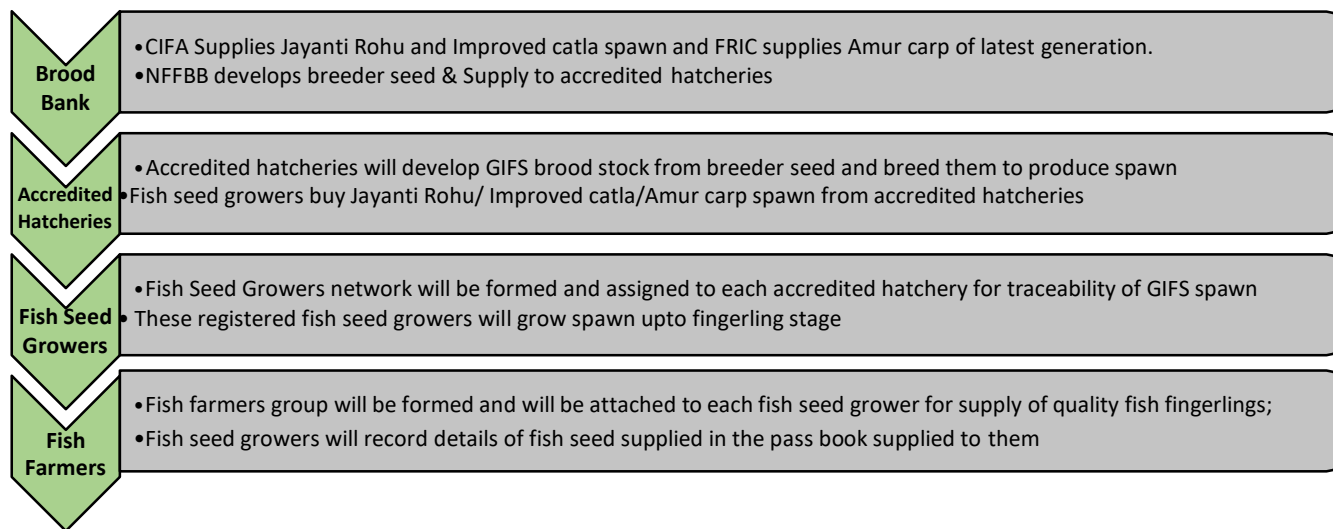 Brood
Bank
•CIFA Supplies Jayanti Rohu and Improved catla spawn and FRIC supplies Amur carp of latest generation.
•NFFBB develops breeder seed & Supply to accredited hatcheries
Accredited
Hatcheries
•Accredited hatcheries will develop GIFS brood stock from breeder seed and breed them to produce spawn
•Fish seed growers buy Jayanti Rohu/ Improved catla/Amur carp spawn from accredited hatcheries
Fish Seed
Growers
•Fish Seed Growers network will be formed and assigned to each accredited hatchery for traceability of GIFS spawn
• These registered fish seed growers will grow spawn upto fingerling stage
Fish
Farmers
•Fish farmers group will be formed and will be attached to each fish seed grower for supply of quality fish fingerlings;
•Fish seed growers will record details of fish seed supplied in the pass book supplied to them